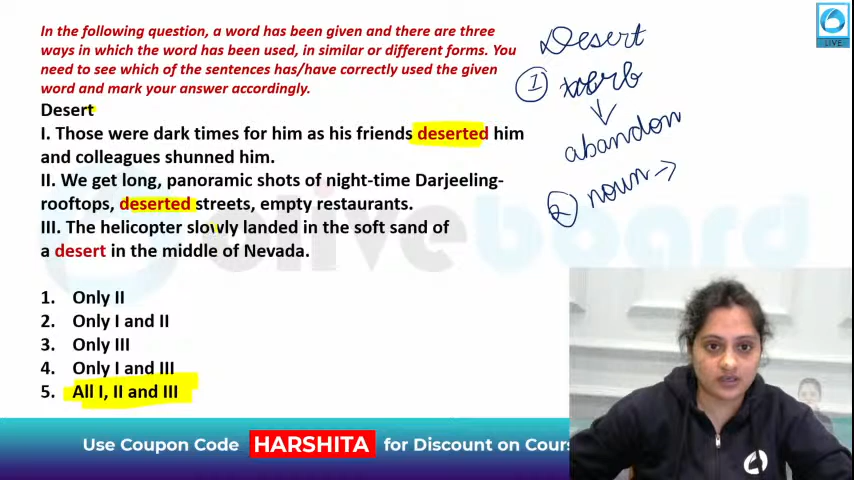 In the following question, a word has been given and there are three
ways in which the word has been used, in similar or different forms. You
need to see which of the sentences has/have correctly used the given
word and mark your answer accordingly.
Desert
I. Those were dark times for him as his friends deserted him
and colleagues shunned him.
II. We get long, panoramic shots of night-time Darjeeling-
rooftops, deserted streets, empty restaurants.
III. The helicopter slowly landed in the soft sand of
a desert in the middle of Nevada.
1. Only II
2. Only I and II
3. Only III
4. Only I and III
5. All I, II and III
Desert
1 verb
abandon
2 noun →
LIVE
oliveboard
Use Coupon Code HARSHITA for Discount on Cours